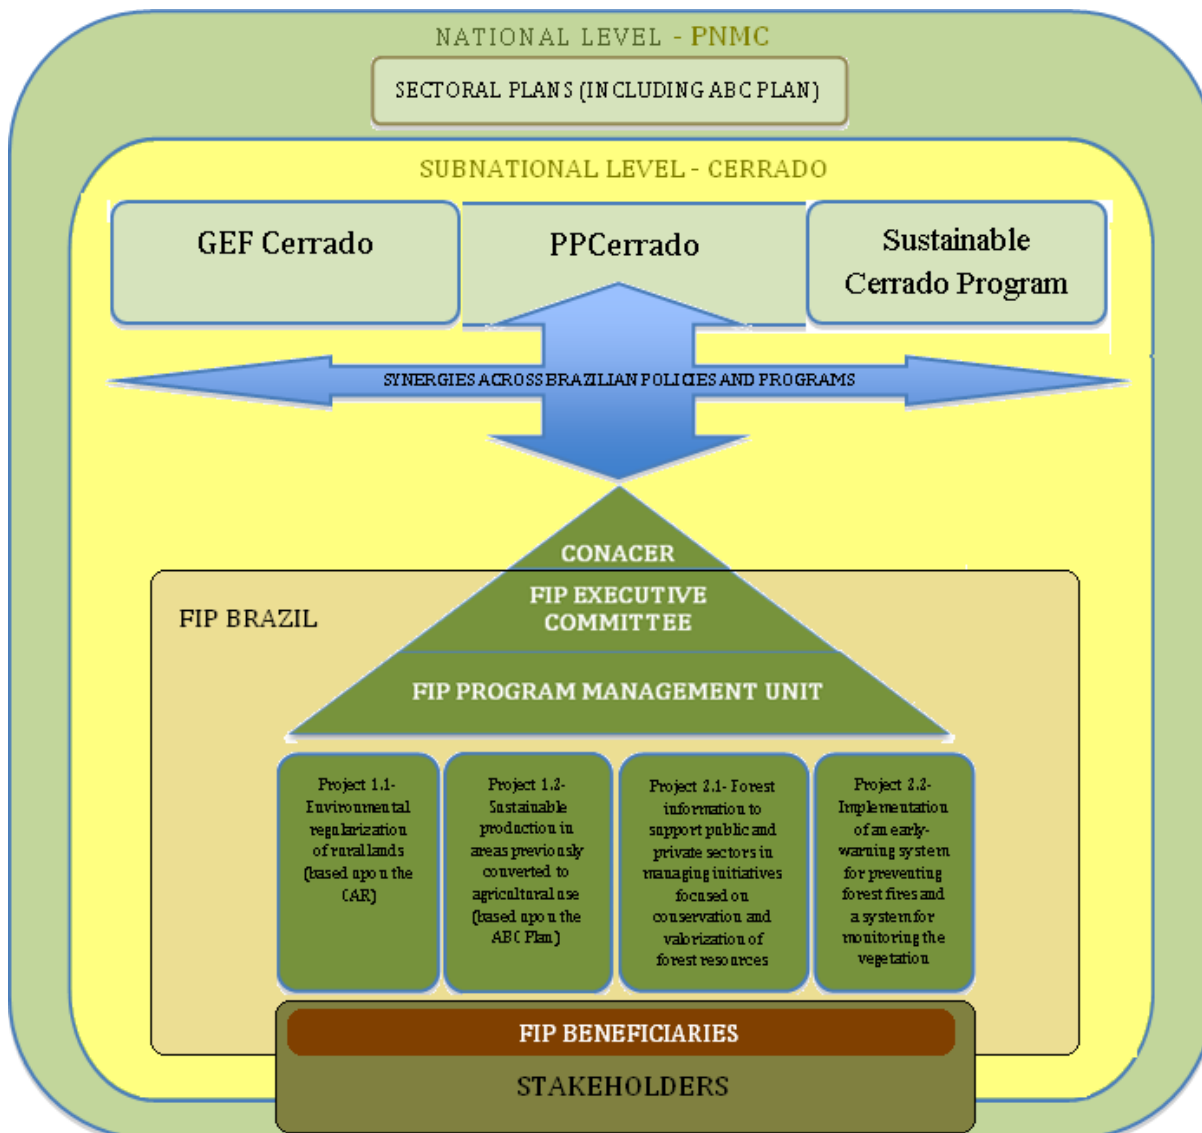 NATIONAL LEVEL - PNMC
SECTORAL PLANS (INCLUDING ABC PLAN)
SUBNATIONAL LEVEL - CERRADO
GEF Cerrado
PPCerrado
Sustainable
Cerrado Program
SYNERGIES ACROSS BRAZILIAN POLICIES AND PROGRAMS
CONACER
FIP EXECUTIVE
COMMITTEE
FIP BRAZIL
FIP PROGRAM MANAGEMENT UNIT
Project 1.1-
Environmental
regularization
of rural lands
(based upon the
CAR)
Project 1.2-
Sustainable
production in
areas previously
converted to
agricultural use
(based upon the
ABC Plan)
Project 2.1- Forest
information to
support public and
private sectors in
managing initiatives
focused on
conservation and
valorization of
forest resources
Project 2.2-
Implementation
of an early-
warning system
for preventing
forest fires and
a system for
monitoring the
vegetation
FIP BENEFICIARIES
STAKEHOLDERS